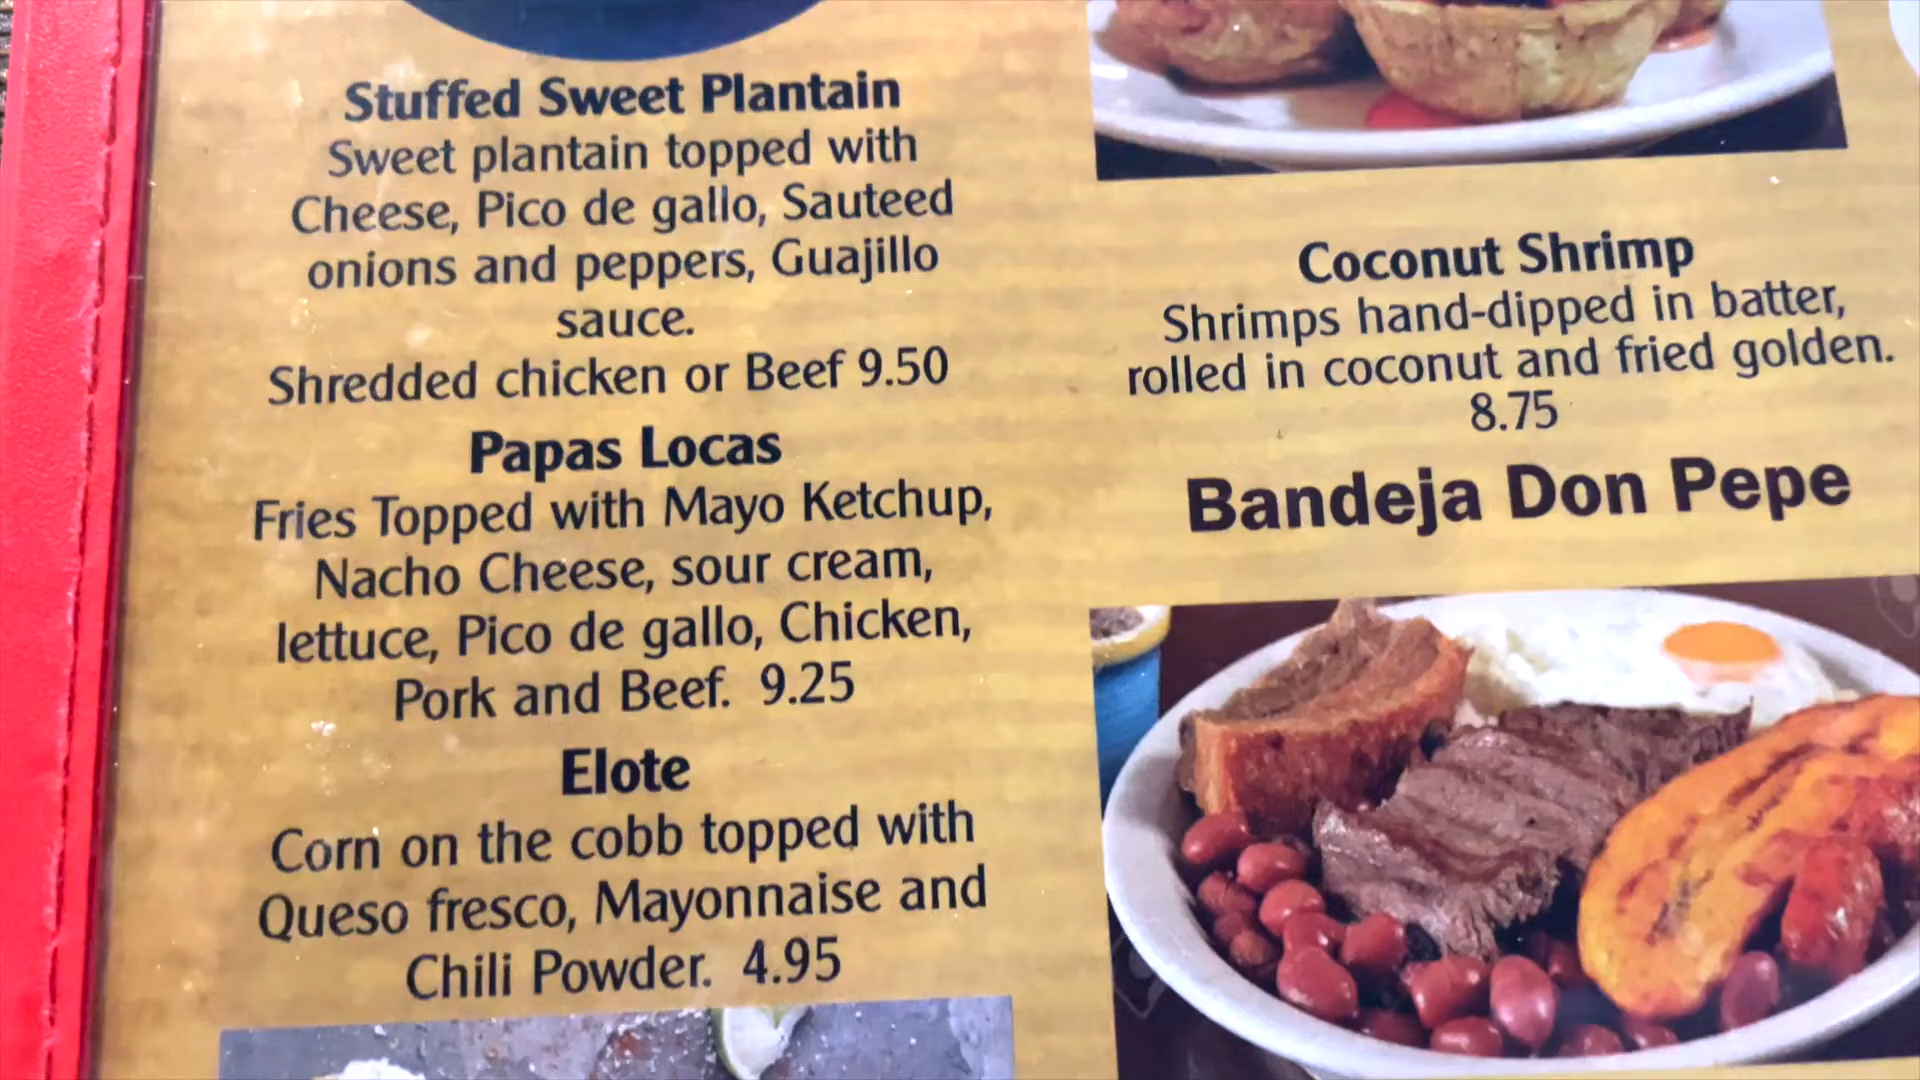 Stuffed Sweet Plantain
Sweet plantain topped with
Cheese, Pico de gallo, Sauteed
onions and peppers, Guajillo
sauce.
Shredded chicken or Beef 9.50
Papas Locas
Fries Topped with Mayo Ketchup,
Nacho Cheese, sour cream,
lettuce, Pico de gallo, Chicken,
Pork and Beef. 9.25
Elote
Corn on the cobb topped with
Queso fresco, Mayonnaise and
Chili Powder. 4.95
Coconut Shrimp
Shrimps hand-dipped in batter,
rolled in coconut and fried golden.
8.75
Bandeja Don Pepe